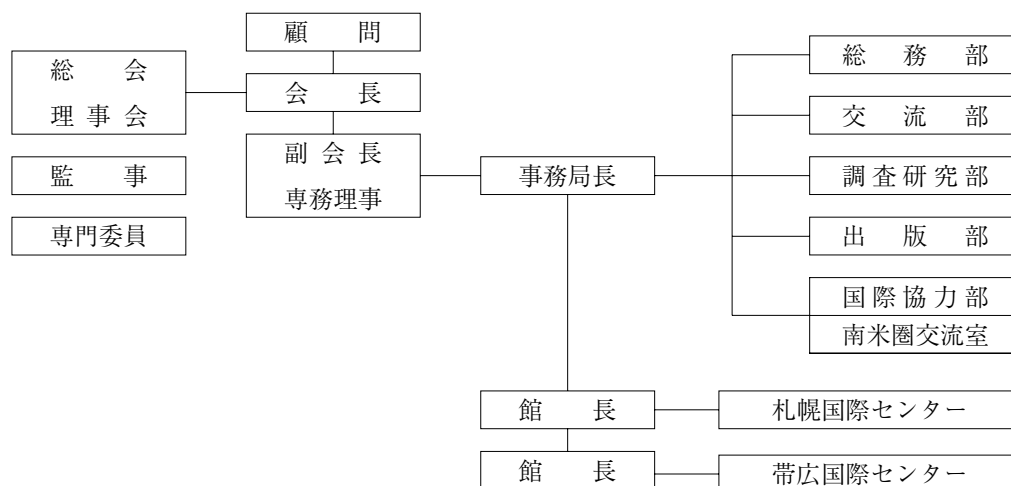 顧問
総会
理事会
会長
監事
副会長
専務理事
専門委員
事務局長
総務部
交流部
調査研究部
出版部
国際協力部
南米圏交流室
館長
札幌国際センター
館長
帯広国際センター